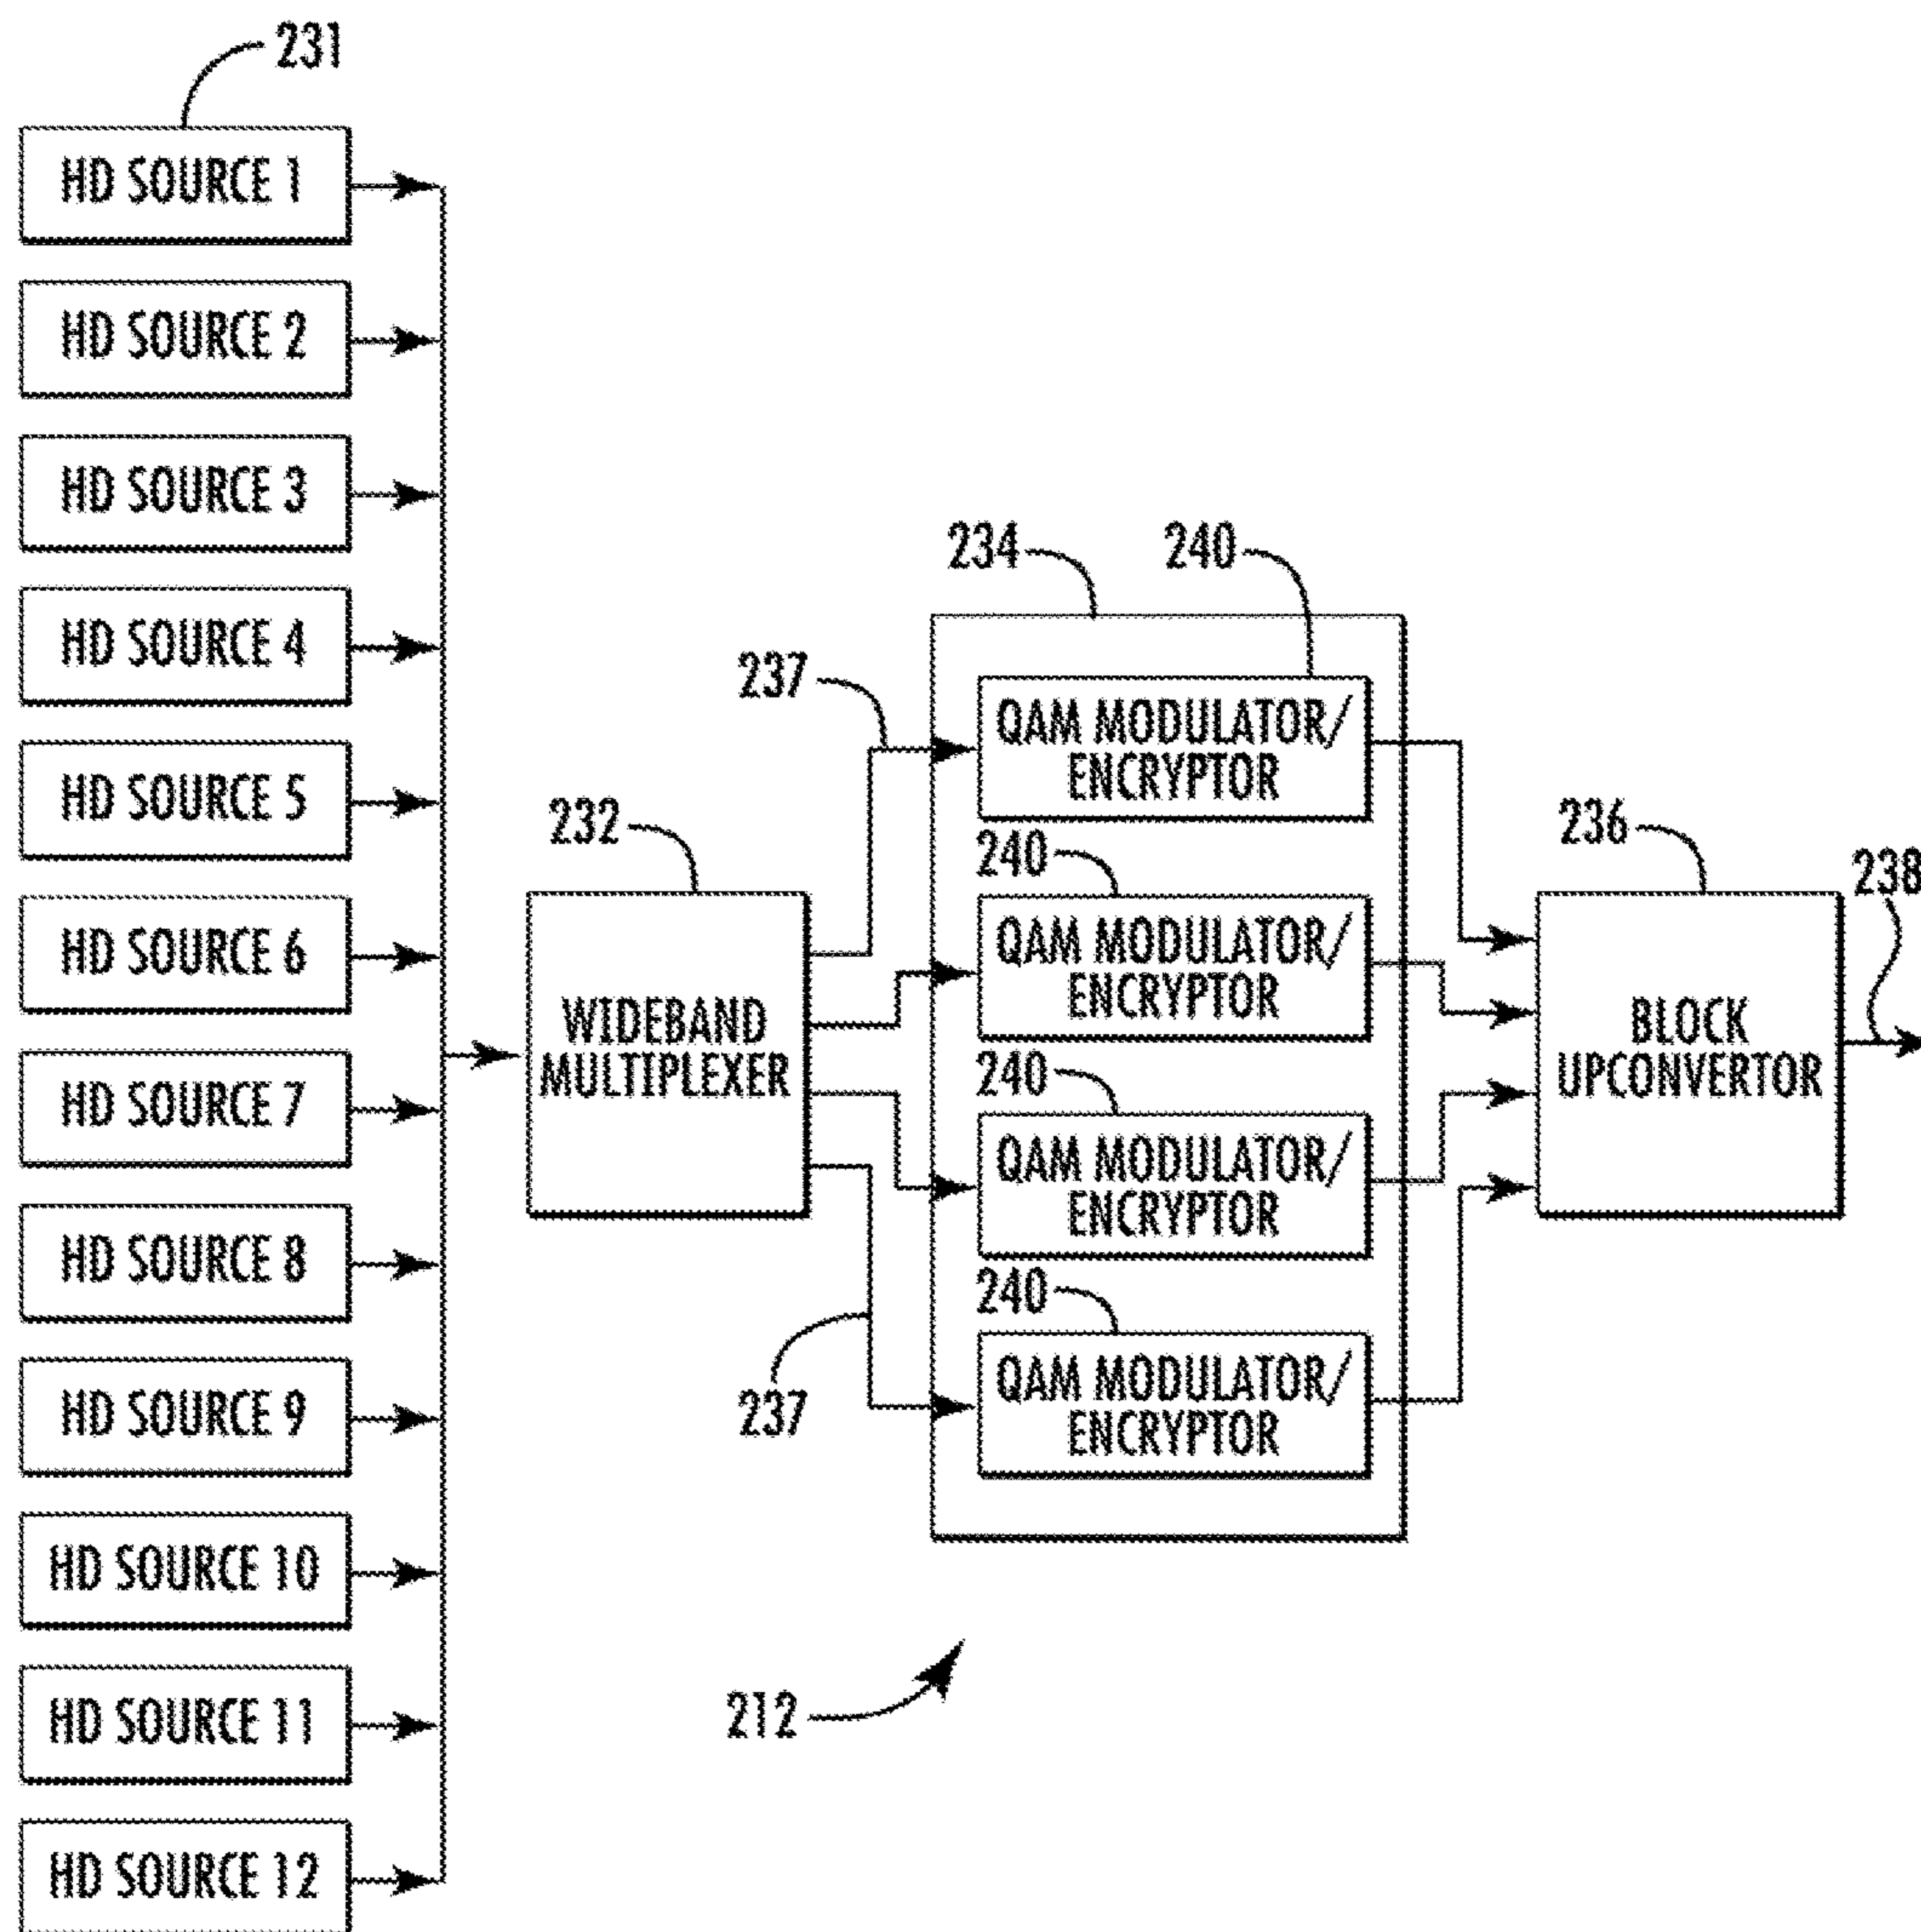 231
HD SOURCE 1
HD SOURCE 2
HD SOURCE 3
HD SOURCE 4
HD SOURCE 5
HD SOURCE 6
HD SOURCE 7
HD SOURCE 8
HD SOURCE 9
HD SOURCE 10
HD SOURCE 11
HD SOURCE 12
232
WIDEBAND
MULTIPLEXER
237
237
234
240
QAM MODULATOR/
ENCRYPTOR
240
QAM MODULATOR/
ENCRYPTOR
240
QAM MODULATOR/
ENCRYPTOR
240
QAM MODULATOR/
ENCRYPTOR
236
BLOCK
UPCONVERTOR
238
212